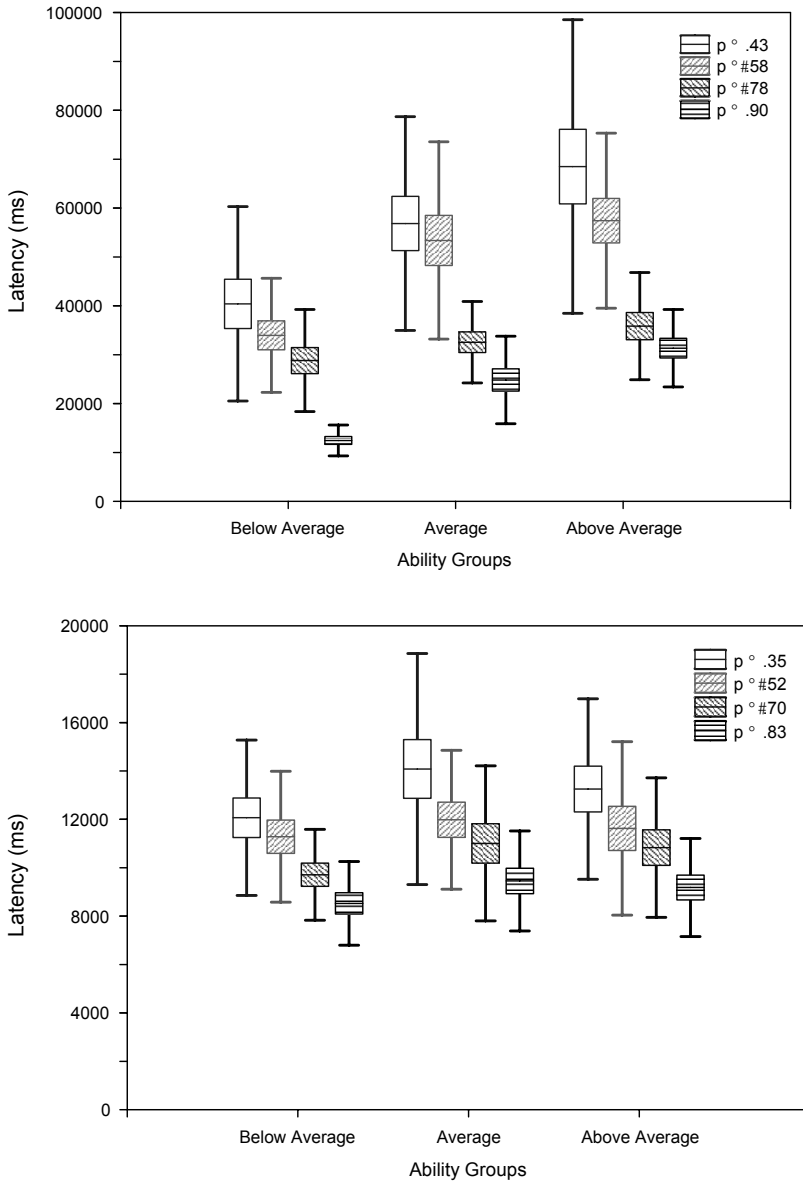 100000
80000
60000
40000
20000
0
Latency (ms)
p ° .43
p ° #58
p ° #78
p ° .90
Below Average
Average
Above Average
Ability Groups
20000
16000
12000
8000
4000
0
Latency (ms)
p ° .35
p ° #52
p ° #70
p ° .83
Below Average
Average
Above Average
Ability Groups